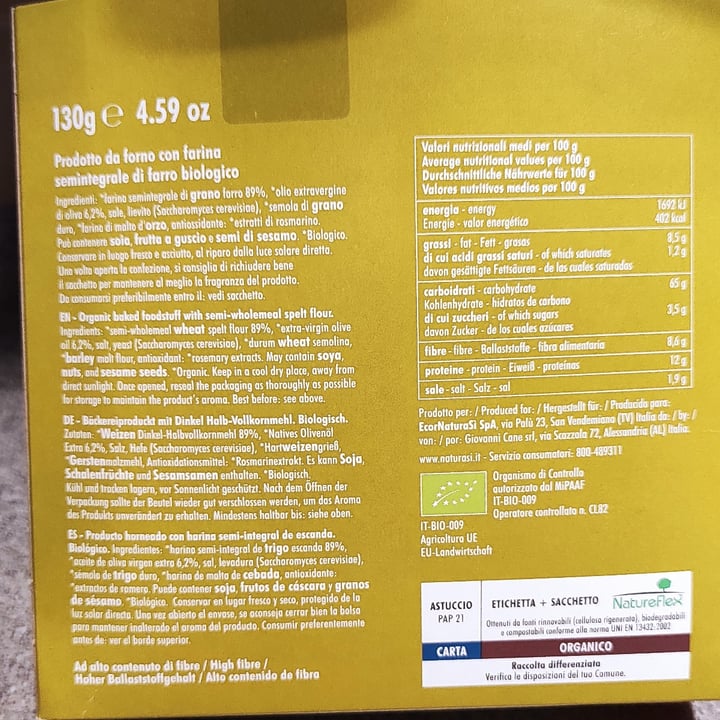 130g e 4.59 oz
Prodotto da forno con farina
semintegrale di farro biologico
Ingredienti: *farina semintegrale di grano farro 89%, *olio extravergine
di oliva 6,2%, sale, lievito (Saccharomyces cerevisiae), *semola di grano
duro, *farina di malto d'orzo, antiossidante: *estratti di rosmarino.
Può contenere soia, frutta a guscio e semi di sesamo. *Biologico.
Conservare in luogo fresco e asciutto, al riparo dalla luce solare diretta.
Una volta aperta la confezione, si consiglia di richiudere bene
il sacchetto per mantenere al meglio la fragranza del prodotto.
Da consumarsi preferibilmente entro il: vedi sacchetto.
EN - Organic baked foodstuff with semi-wholemeal spelt flour.
Ingredients: *semi-wholemeal wheat spelt flour 89%, *extra-virgin olive
oil 6,2%, salt, yeast (Saccharomyces cerevisiae), *durum wheat semolina,
*barley malt flour, antioxidant: *rosemary extracts. May contain soya,
nuts, and sesame seeds. *Organic. Keep in a cool dry place, away from
direct sunlight. Once opened, reseal the packaging as thoroughly as possible
for storage to maintain the product's aroma. Best before: see above.
DE - Bäckereiproduckt mit Dinkel Halb-Vollkornmehl. Biologisch.
Zutaten: *Weizen Dinkel-Halbvollkornmehl 89%, *Natives Olivenöl
Extra 6,2%, Salz, Hefe (Saccharomyces cerevisiae), *Hartweizengrieß,
*Gerstenmalzmehl, Antioxidationsmittel: *Rosmarinextrakt. Es kann Soja,
Schalenfrüchte und Sesamsamen enthalten. *Biologisch.
Kühl und trocken lagern, vor Sonnenlicht geschützt. Nach dem Öffnen der
Verpackung sollte der Beutel wieder gut verschlossen werden, um das Aroma
des Produkts unverändert zu erhalten. Mindestens haltbar bis: siehe oben.
ES - Producto horneado con harina semi-integral de escanda.
Biológico. Ingredientes: *harina semi-integral de trigo escanda 89%,
*aceite de oliva virgen extra 6,2%, sal, levadura (Saccharomyces cerevisiae),
*sémola de trigo duro, *harina de malta de cebada, antioxidante:
*extractos de romero. Puede contener soja, frutos de cáscara y granos
de sésamo. *Biológico. Conservar en lugar fresco y seco, protegido de la
luz solar directa. Una vez abierto el envase, se aconseja cerrar bien la bolsa
para mantener inalterado el aroma del producto. Consumir preferentemente
antes de: ver el borde superior.
Ad alto contenuto di fibre / High fibre /
Hoher Ballaststoffgehalt / Alto contenido de fibra
Valori nutrizionali medi per 100 g
Average nutritional values per 100 g
Durchschnittliche Nährwerte für 100 g
Valores nutritivos medios por 100 g
energia - energy 1692 kJ
Energie - valor energético 402 kcal
grassi - fat - Fett - grasas 8,5 g
di cui acidi grassi saturi - of which saturates 1,2 g
davon gesättigte Fettsäuren - de las cuales saturadas
carboidrati - carbohydrate 65 g
Kohlenhydrate - hidratos de carbono
di cui zuccheri - of which sugars 3,5 g
davon Zucker - de los cuales azúcares
fibre - fibre - Ballaststoffe - fibra alimentaria 8,6 g
proteine - protein - Eiweiß - proteínas 12 g
sale - salt - Salz - sal 1,9 g
Prodotto per: / Produced for: / Hergestellt für: / Producido para:
EcorNaturaSì SpA, via Palù 23, San Vendemiano (TV) Italia da: / by: /
von: / por: Giovanni Cane srl, via Scazzola 72, Alessandria (AL) Italia.
www.naturasi.it - Servizio consumatori: 800-489311
Organismo di Controllo
autorizzato dal MiPAAF
IT-BIO-009
Operatore controllato n. CL82
IT-BIO-009
Agricoltura UE
EU-Landwirtschaft
ASTUCCIO
PAP 21
CARTA
ETICHETTA + SACCHETTO NatureFlex
Ottenuti da fonti rinnovabili (cellulosa rigenerata), biodegradabili
e compostabili conforme alla norma UNI EN 13432:2002
ORGANICO
Raccolta differenziata
Verifica le disposizioni del tuo Comune.